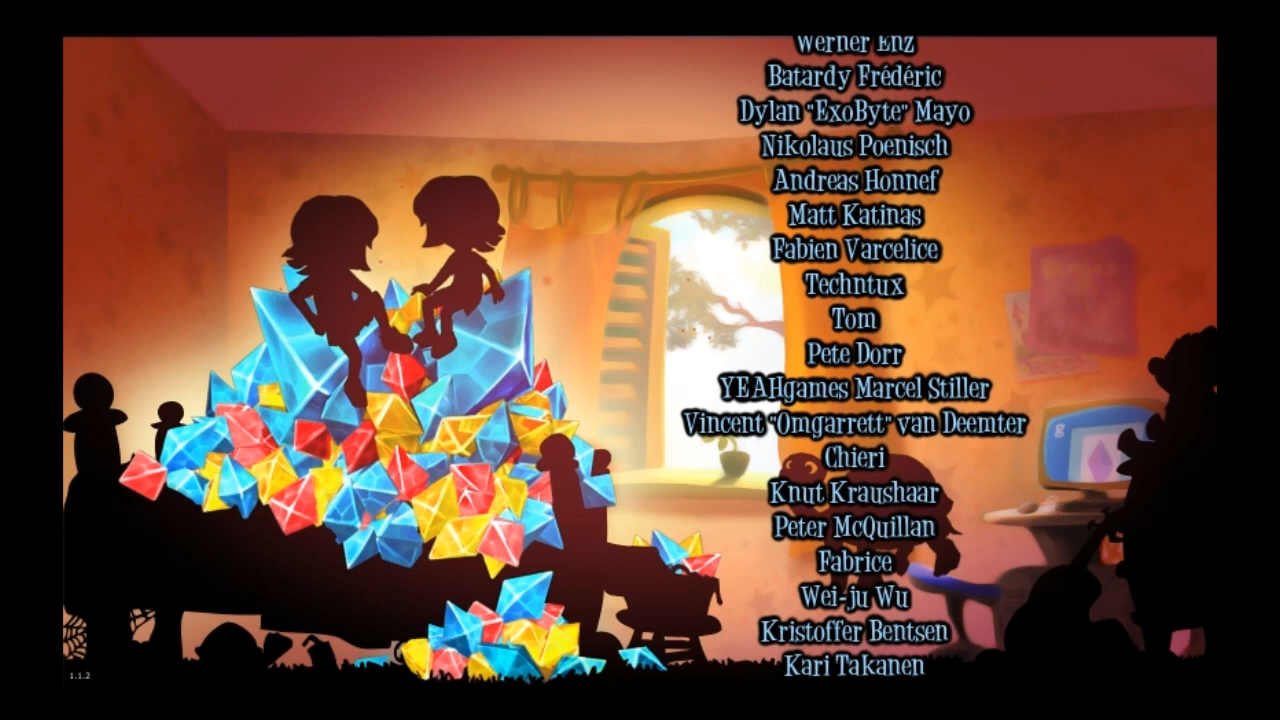 Werner Enz
Batardy Frédéric
Dylan "ExoByte" Mayo
Nikolaus Poenisch
Andreas Honnef
Matt Katinas
Fabien Varcelice
Techntux
Tom
Pete Dorr
YEAHgames Marcel Stiller
Vincent "Omgarrett" van Deemter
g
Chieri
Knut Kraushaar
Peter McQuillan
Fabrice
Wei-ju Wu
Kristoffer Bentsen
Kari Takanen
1.1.2